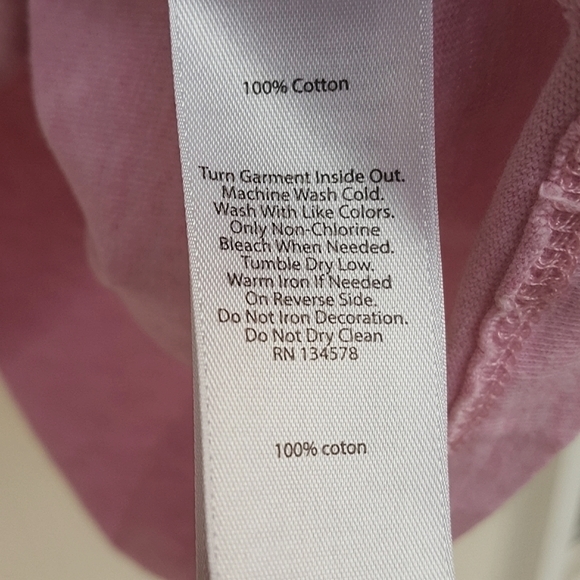 100% Cotton
Turn Garment Inside Out.
Machine Wash Cold.
Wash With Like Colors.
Only Non-Chlorine
Bleach When Needed.
Tumble Dry Low.
Warm Iron If Needed
On Reverse Side.
Do Not Iron Decoration.
Do Not Dry Clean
RN 134578
100% coton